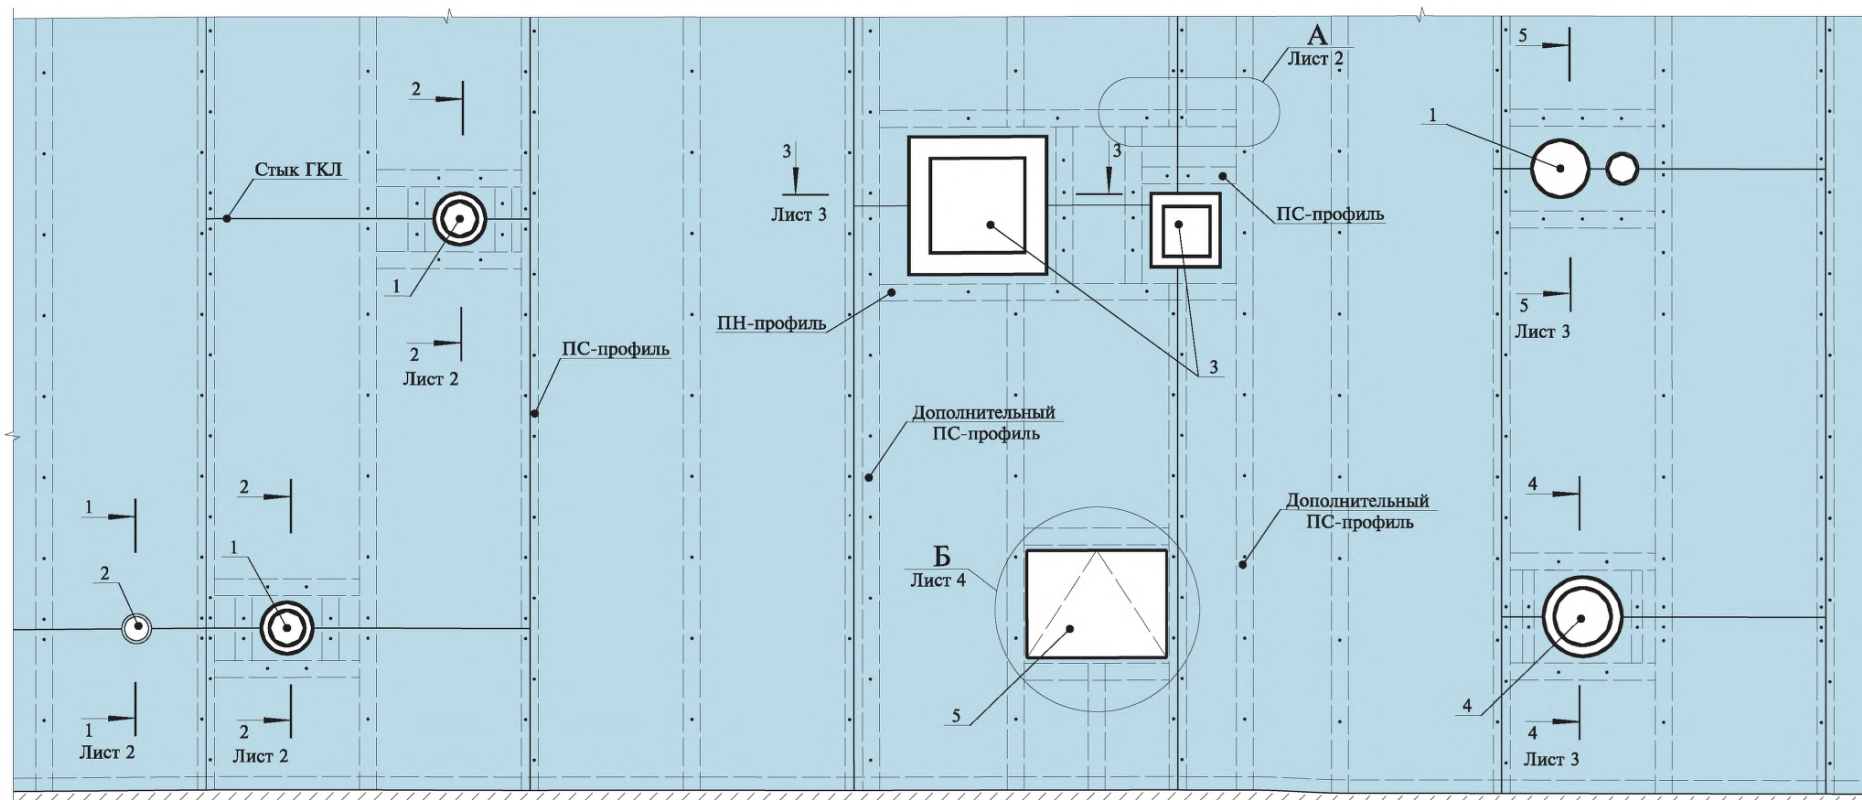 А
Лист 2
5
2
1
3
3
Стык ГКЛ
Лист 3
ПС-профиль
1
5
Лист 3
ПН-профиль
2
Лист 2
ПС-профиль
3
Дополнительный
ПС-профиль
2
1
4
Дополнительный
ПС-профиль
1
2
Б
Лист 4
5
4
1
Лист 2
2
Лист 2
4
Лист 3